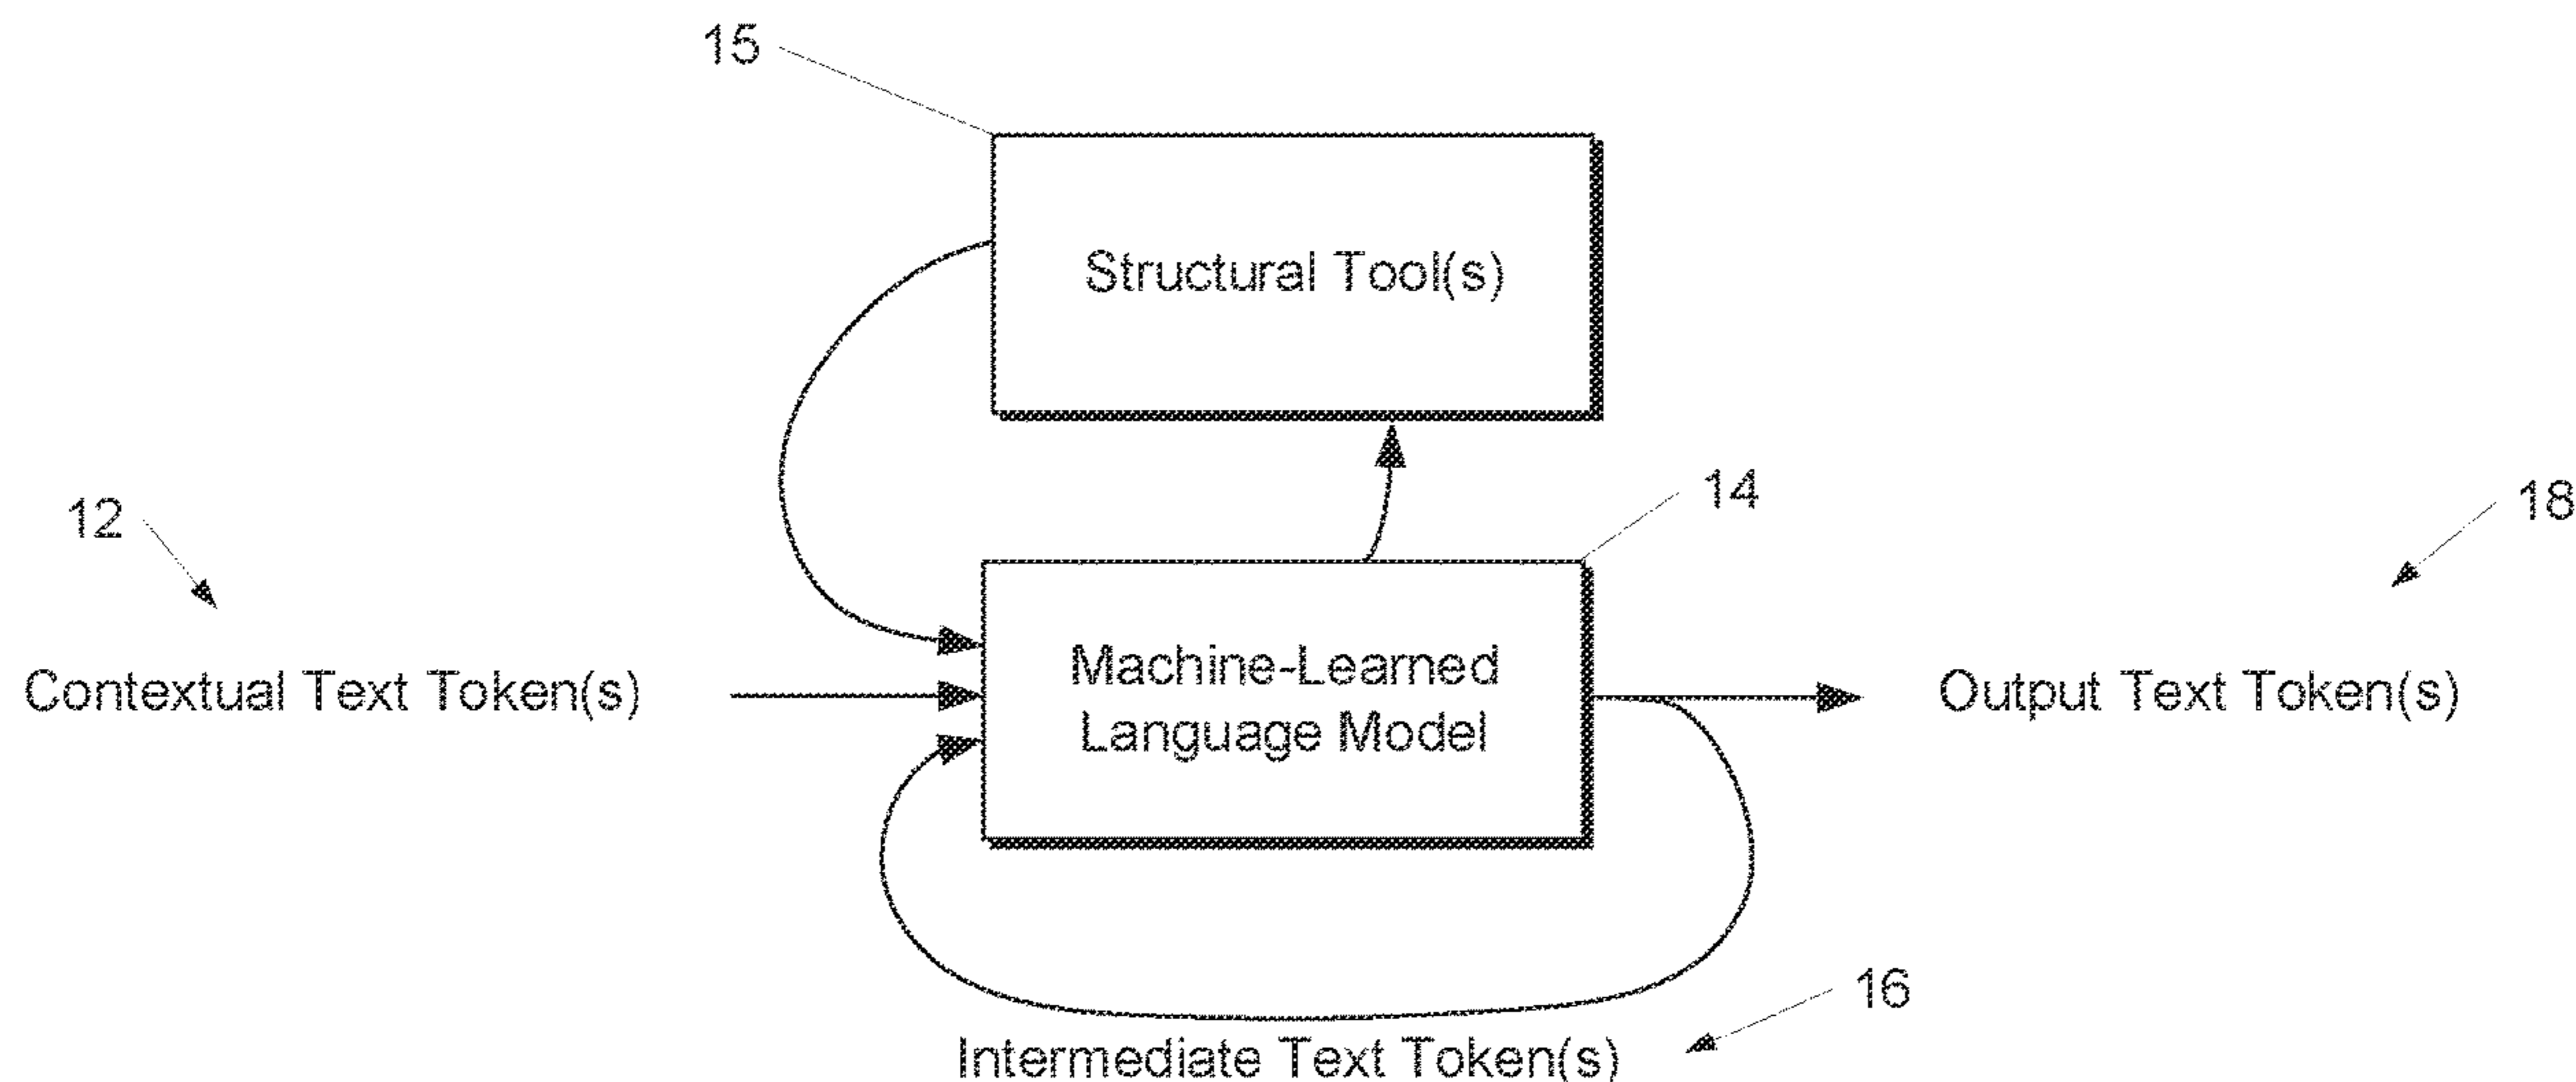 15
Structural Tool(s)
12
14
18
Contextual Text Token(s)
Machine-Learned
Language Model
Output Text Token(s)
16
Intermediate Text Token(s)